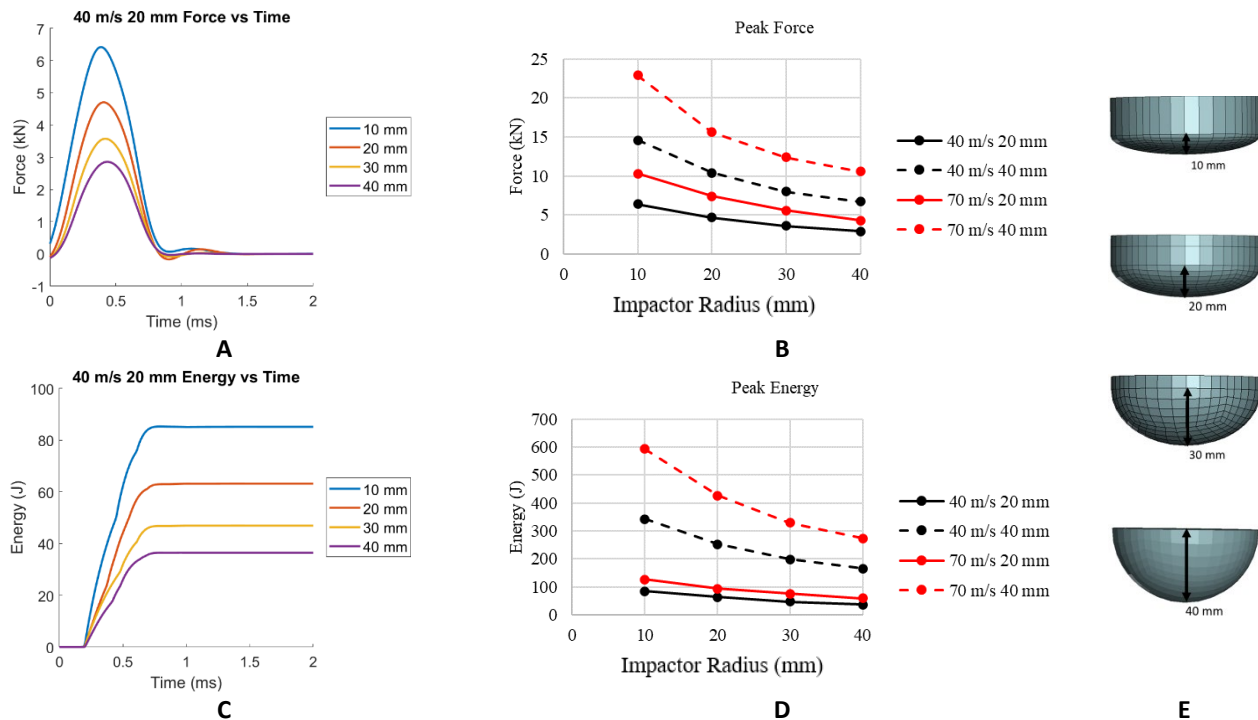 40 m/s 20 mm Force vs Time
7
6
5
4
3
2
1
0
-1
Force (kN)
0
0.5
1
1.5
2
Time (ms)
10 mm
20 mm
30 mm
40 mm
A
Peak Force
25
20
15
10
5
0
Force (kN)
0
10
20
30
40
Impactor Radius (mm)
40 m/s 20 mm
40 m/s 40 mm
70 m/s 20 mm
70 m/s 40 mm
B
40 m/s 20 mm Energy vs Time
100
80
60
40
20
0
Energy (J)
0
0.5
1
1.5
2
Time (ms)
10 mm
20 mm
30 mm
40 mm
C
Peak Energy
700
600
500
400
300
200
100
0
Energy (J)
0
10
20
30
40
Impactor Radius (mm)
40 m/s 20 mm
40 m/s 40 mm
70 m/s 20 mm
70 m/s 40 mm
D
10 mm
20 mm
30 mm
40 mm
E